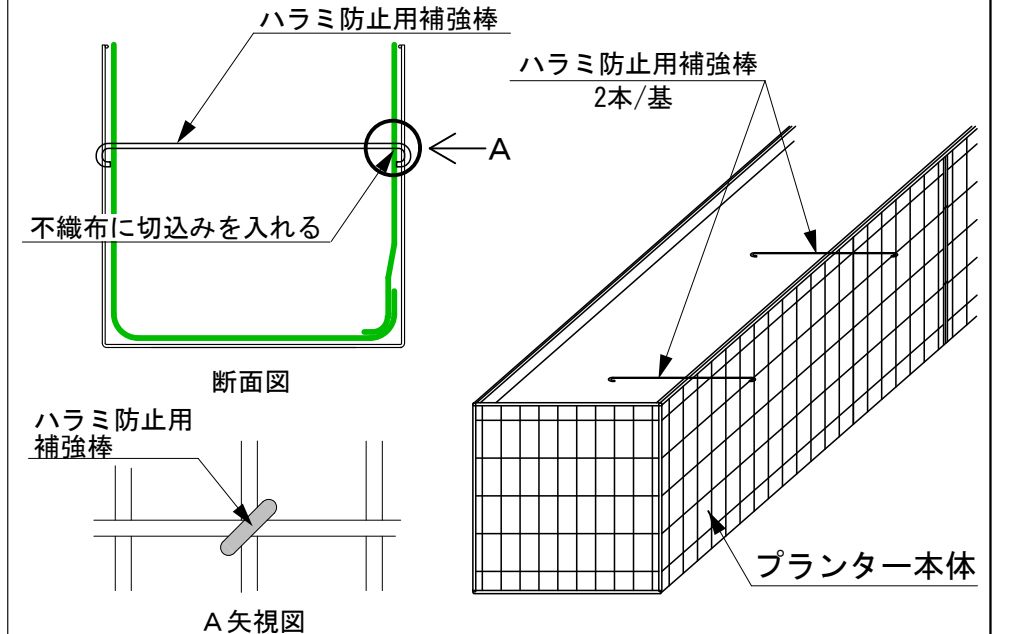 ハラミ防止用補強棒
A
不織布に切込みを入れる
断面図
ハラミ防止用
補強棒
A矢視図
ハラミ防止用補強棒
2本/基
プランター本体